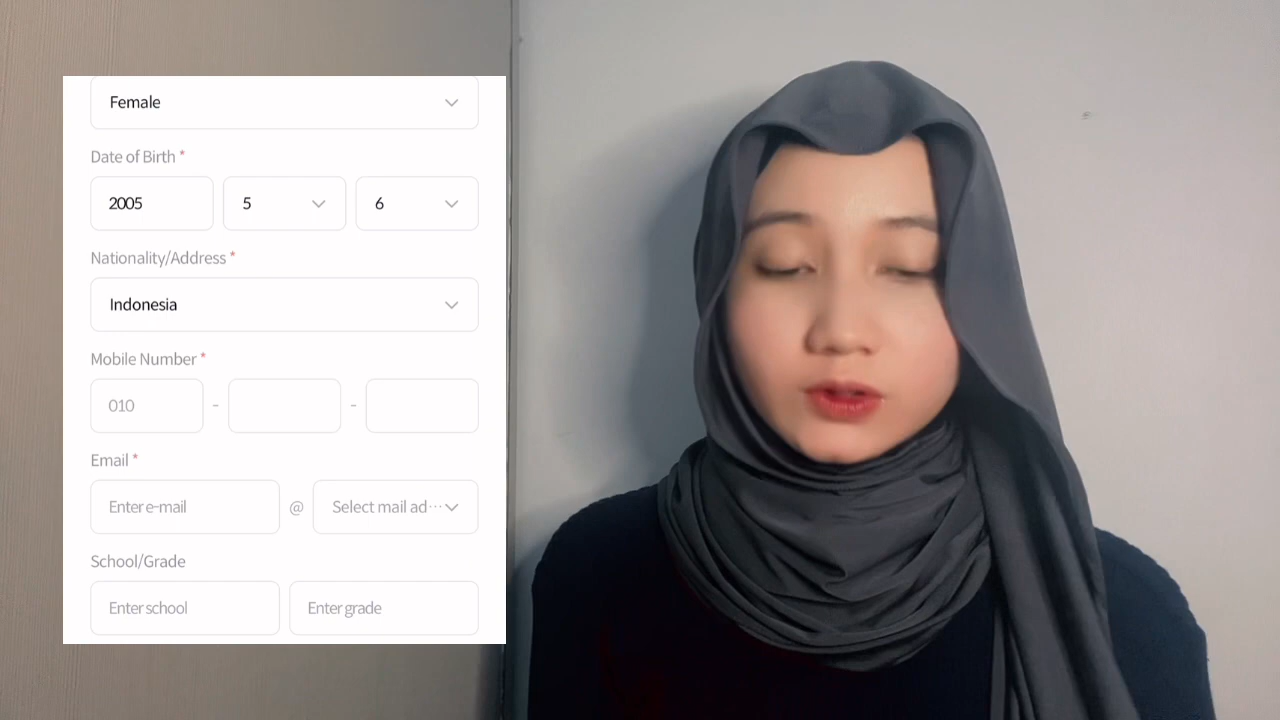 Female
Date of Birth *
2005 5 6
Nationality/Address *
Indonesia
Mobile Number *
010 - -
Email *
Enter e-mail @ Select mail ad···
School/Grade
Enter school Enter grade